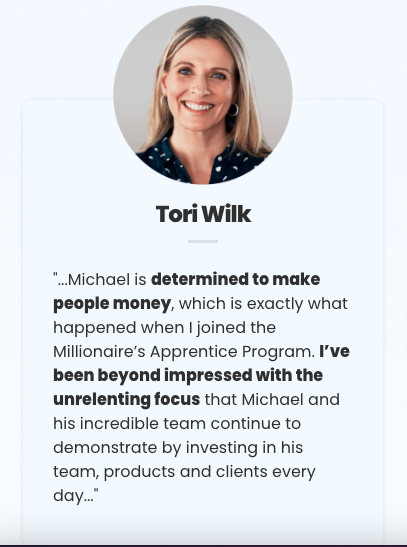 Tori Wilk
"...Michael is determined to make
people money, which is exactly what
happened when I joined the
Millionaire’s Apprentice Program. I’ve
been beyond impressed with the
unrelenting focus that Michael and
his incredible team continue to
demonstrate by investing in his
team, products and clients every
day..."